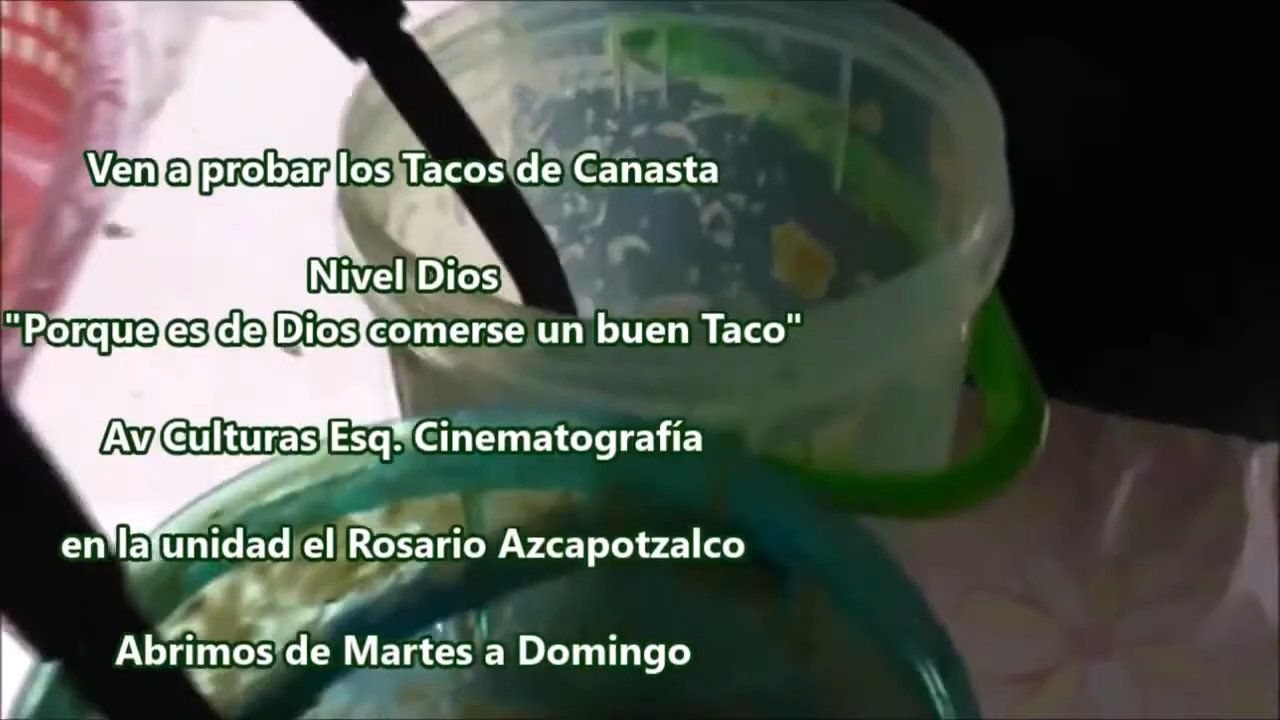 Ven a probar los Tacos de Canasta
Nivel Dios
"Porque es de Dios comerse un buen Taco"
Av Culturas Esq. Cinematografía
en la unidad el Rosario Azcapotzalco
Abrimos de Martes a Domingo